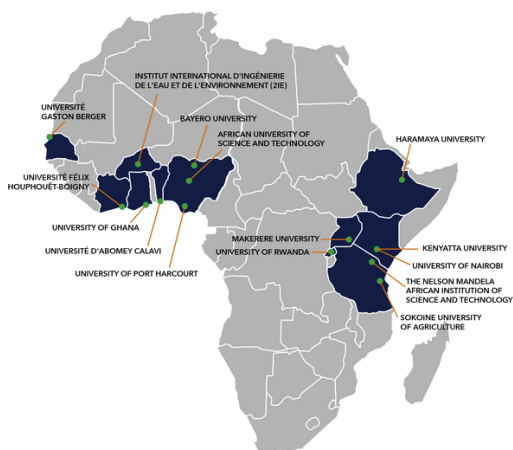 INSTITUT INTERNATIONAL D'INGÉNIERIE
DE L'EAU ET DE L'ENVIRONNEMENT (2IE)
UNIVERSITÉ
GASTON BERGER
BAYERO UNIVERSITY
AFRICAN UNIVERSITY OF
SCIENCE AND TECHNOLOGY
HARAMAYA UNIVERSITY
UNIVERSITÉ FÉLIX
HOUPHOUËT-BOIGNY
UNIVERSITY OF GHANA
UNIVERSITÉ D'ABOMEY CALAVI
UNIVERSITY OF PORT HARCOURT
MAKERERE UNIVERSITY
UNIVERSITY OF RWANDA
KENYATTA UNIVERSITY
UNIVERSITY OF NAIROBI
THE NELSON MANDELA
AFRICAN INSTITUTION OF
SCIENCE AND TECHNOLOGY
SOKOINE UNIVERSITY
OF AGRICULTURE